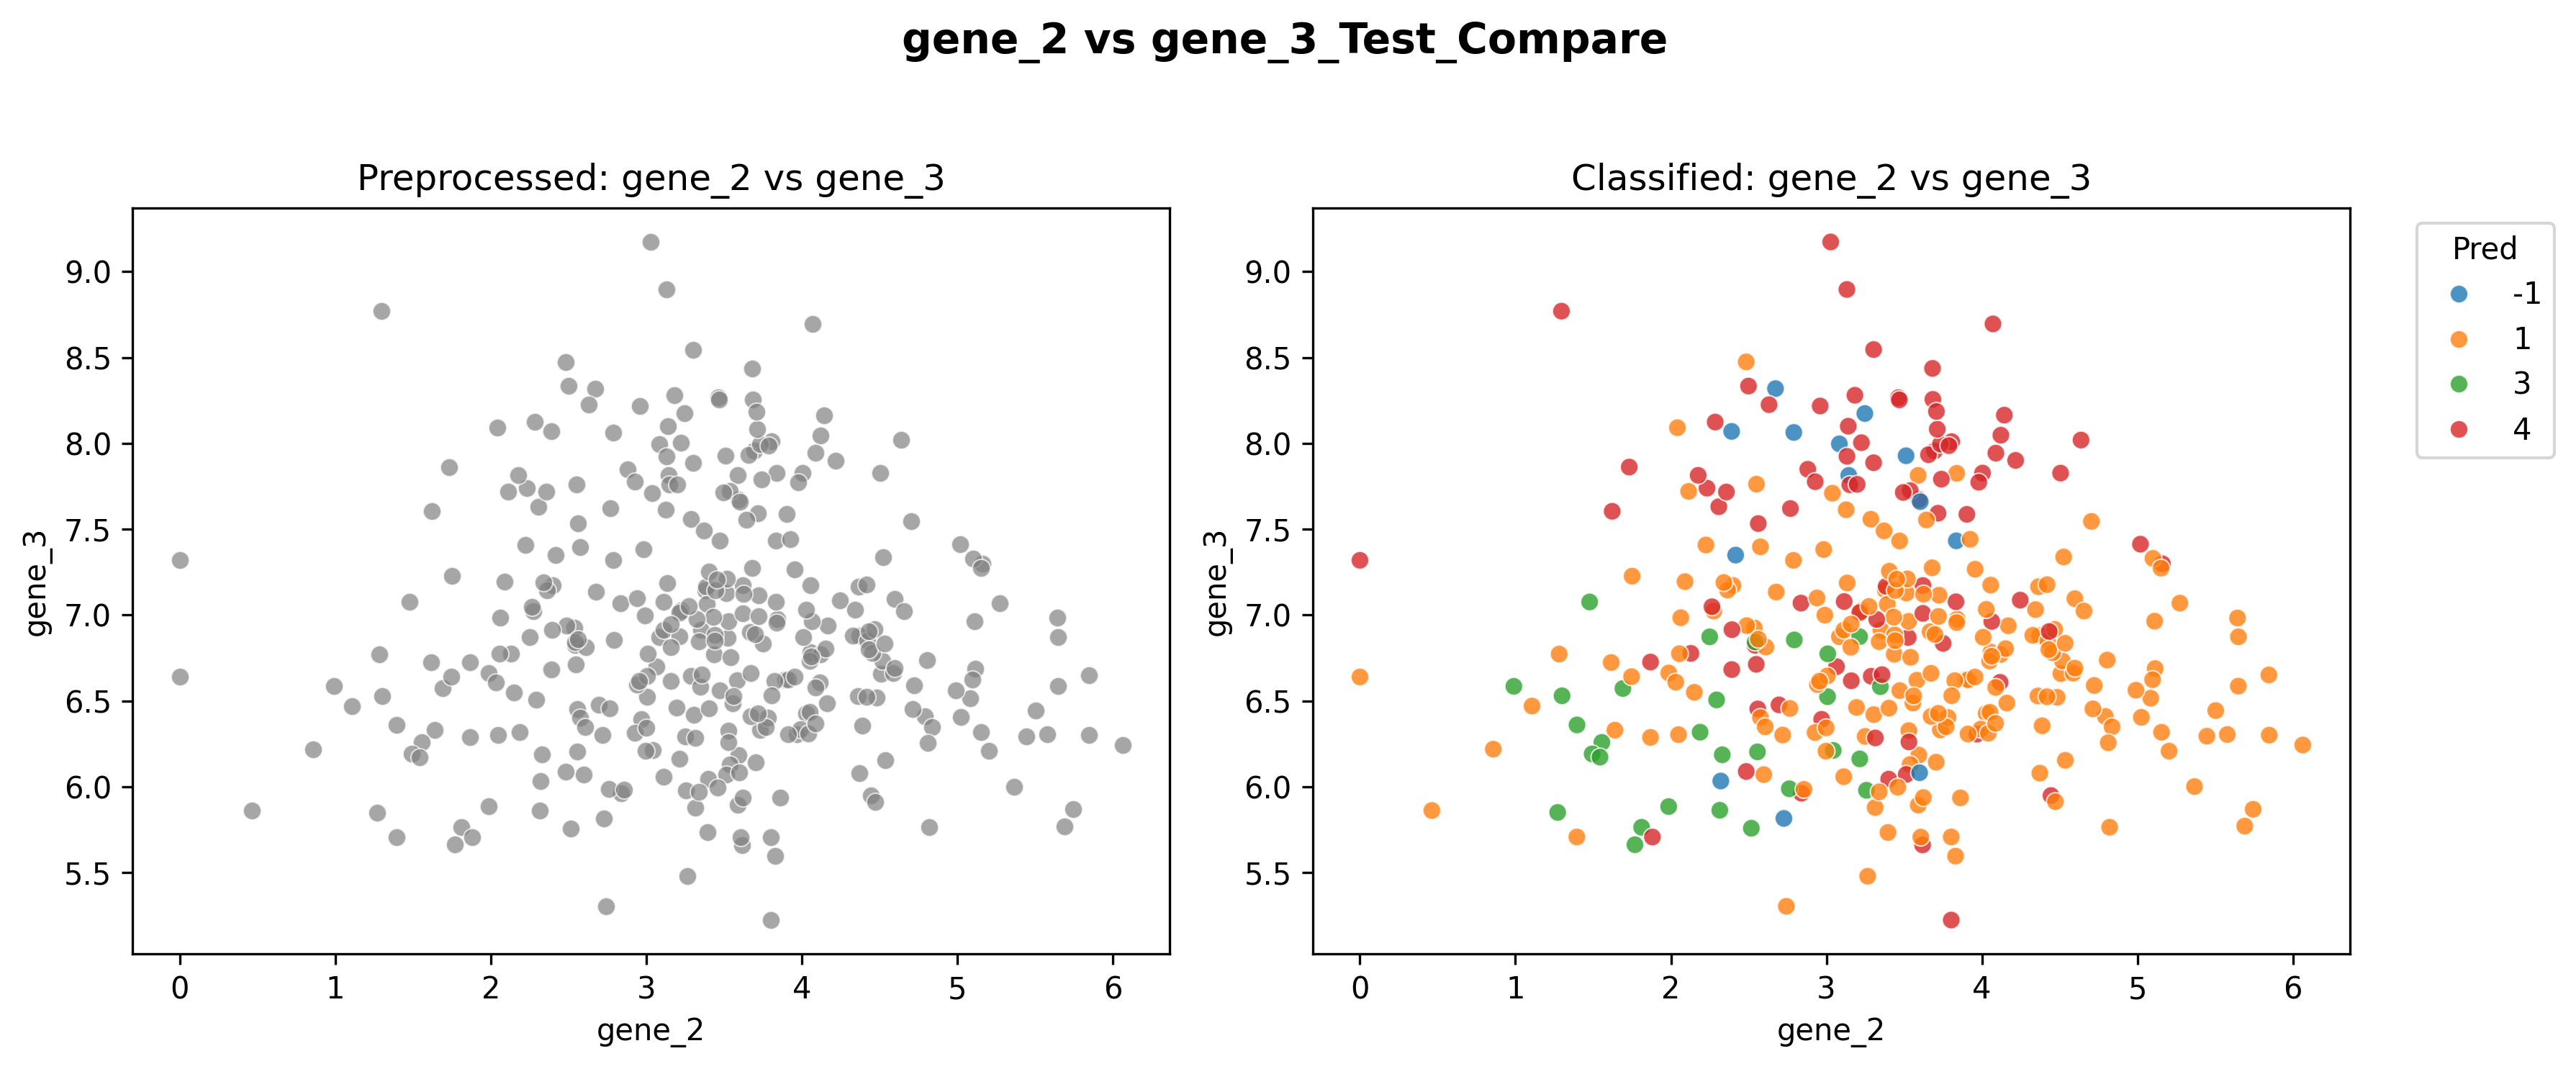 gene_2 vs gene_3_Test_Compare
Preprocessed: gene_2 vs gene_3
gene_3
9.0
8.5
8.0
7.5
7.0
6.5
6.0
5.5
0 1 2 3 4 5 6
gene_2
Classified: gene_2 vs gene_3
gene_3
9.0
8.5
8.0
7.5
7.0
6.5
6.0
5.5
0 1 2 3 4 5 6
gene_2
Pred
-1
1
3
4